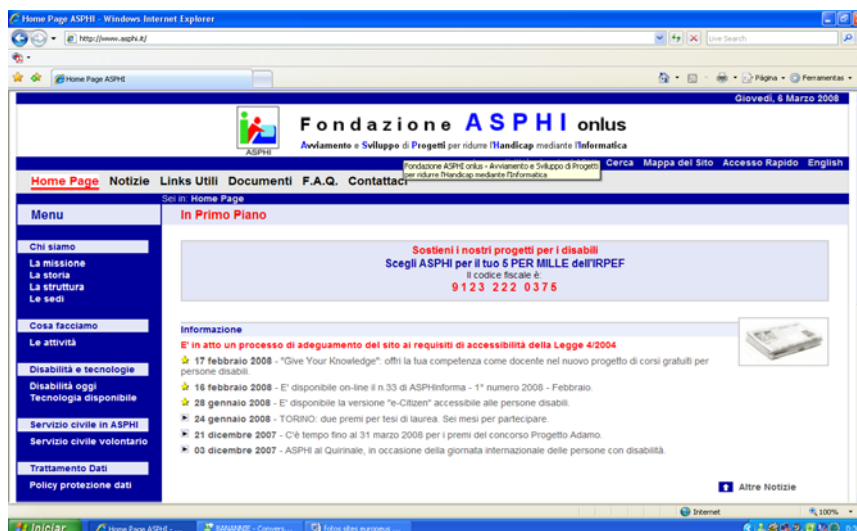 Home Page ASPHI - Windows Internet Explorer
http://www.asphi.it/
Live Search
Home Page ASPHI
Página
Ferramentas
Giovedì, 6 Marzo 2008
ASPHI
Fondazione ASPHI onlus
Avviamento e Sviluppo di Progetti per ridurre l'Handicap mediante l'Informatica
Cerca Mappa del Sito Accesso Rapido English
Fondazione ASPHI onlus - Avviamento e Sviluppo di Progetti
per ridurre l'Handicap mediante l'Informatica
Home Page Notizie Links Utili Documenti F.A.Q. Contattaci
Sei in: Home Page
Menu
Chi siamo
La missione
La storia
La struttura
Le sedi
Cosa facciamo
Le attività
Disabilità e tecnologie
Disabilità oggi
Tecnologia disponibile
Servizio civile in ASPHI
Servizio civile volontario
Trattamento Dati
Policy protezione dati
In Primo Piano
Sostieni i nostri progetti per i disabili
Scegli ASPHI per il tuo 5 PER MILLE dell'IRPEF
Il codice fiscale è:
9123 222 0375
Informazione
E' in atto un processo di adeguamento del sito ai requisiti di accessibilità della Legge 4/2004
17 febbraio 2008 - "Give Your Knowledge": offri la tua competenza come docente nel nuovo progetto di corsi gratuiti per
persone disabili.
16 febbraio 2008 - E' disponibile on-line il n.33 di ASPHInforma - 1° numero 2008 - Febbraio.
28 gennaio 2008 - E' disponibile la versione "e-Citizen" accessibile alle persone disabili.
24 gennaio 2008 - TORINO: due premi per tesi di laurea. Sei mesi per partecipare.
21 dicembre 2007 - C'è tempo fino al 31 marzo 2008 per i premi del concorso Progetto Adamo.
03 dicembre 2007 - ASPHI al Quirinale, in occasione della giornata internazionale delle persone con disabilità.
Altre Notizie
Internet
100%
Iniciar
Home Page ASPHI - ...
- Convers...
Fotos sites europeus ...